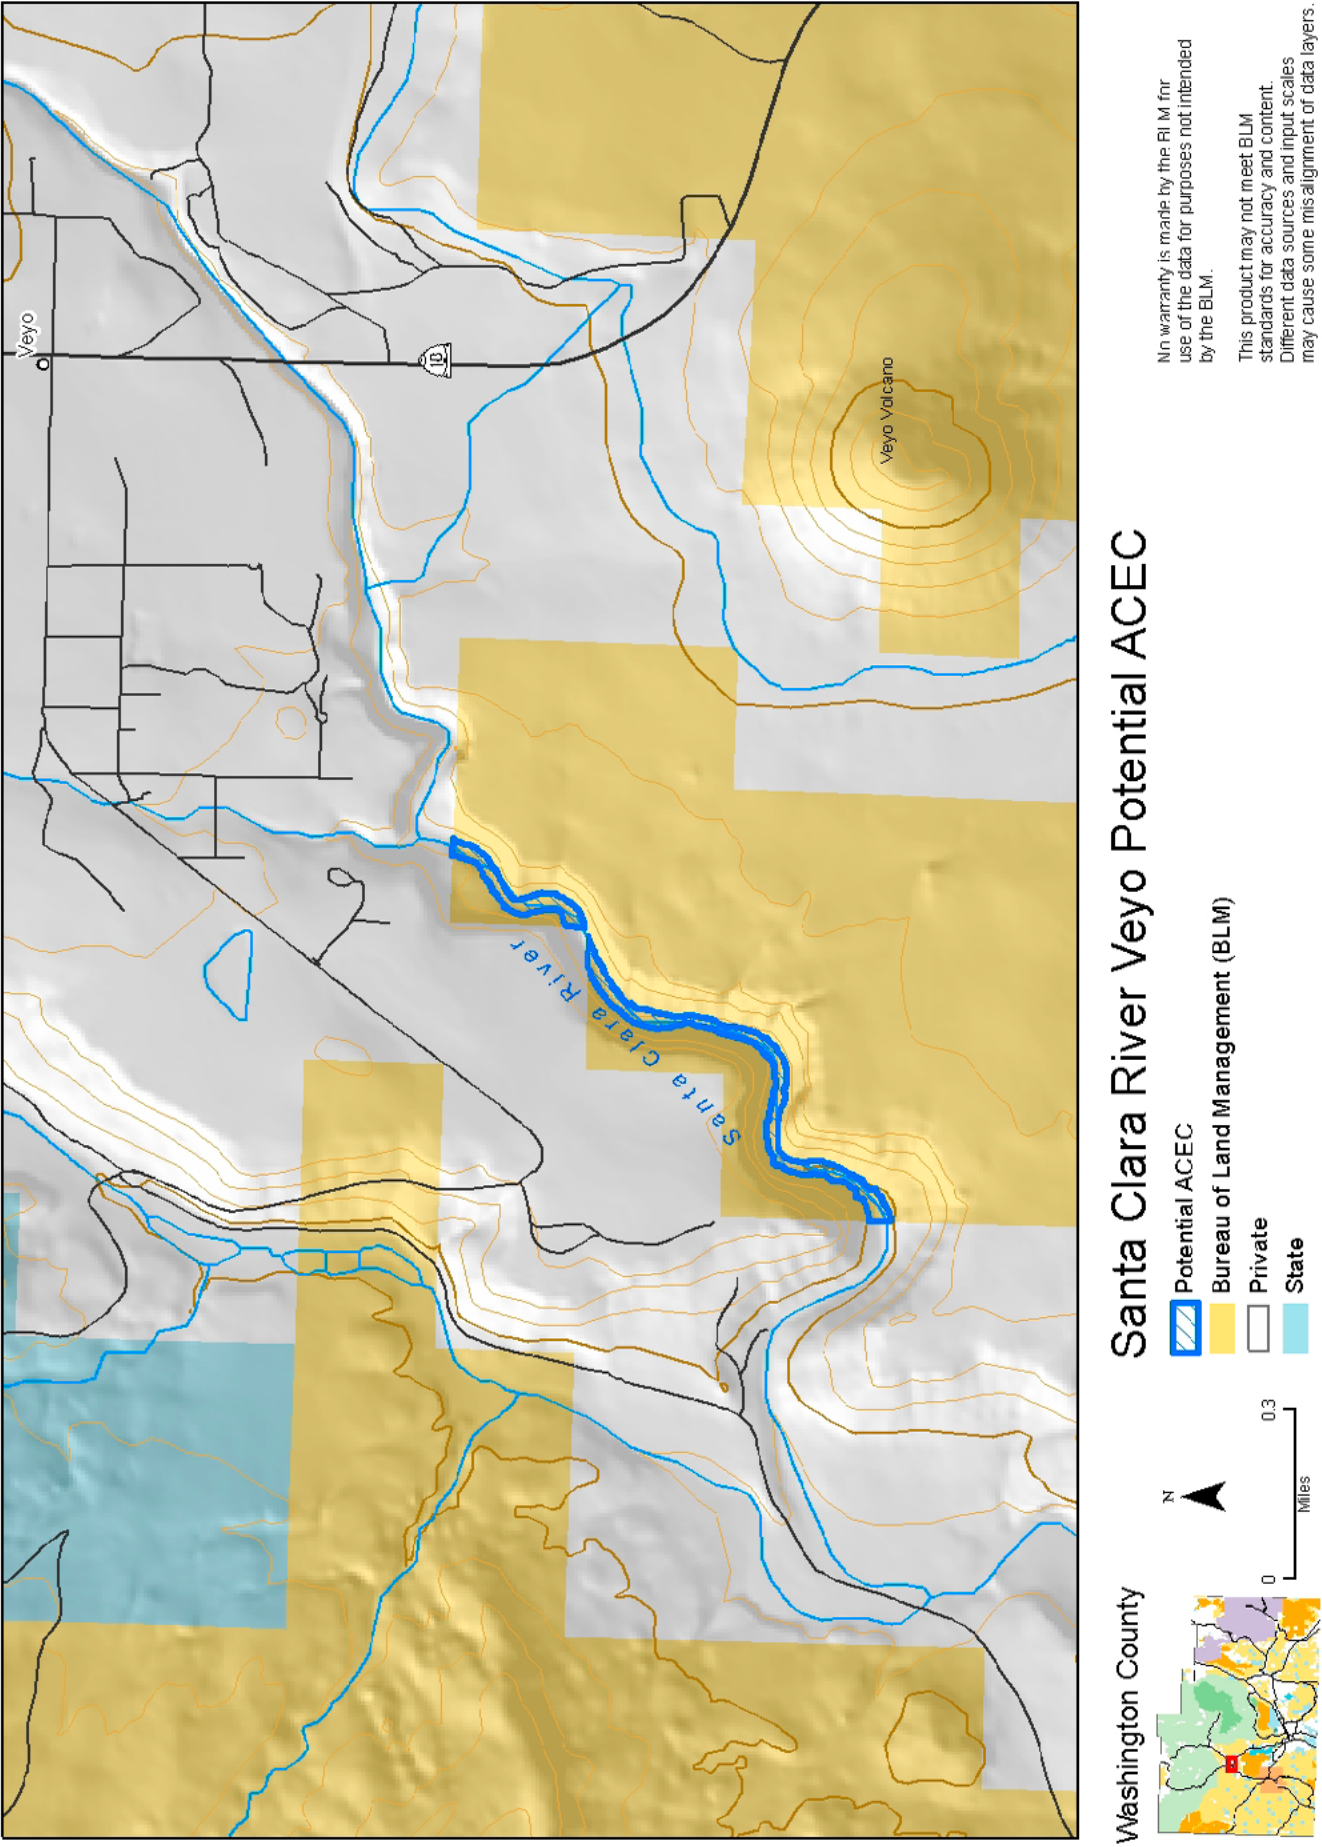 Veyo
18
Veyo Volcano
Santa Clara River
Santa Clara River Veyo Potential ACEC
Washington County
N
0
0.3
Miles
Potential ACEC
Bureau of Land Management (BLM)
Private
State
No warranty is made by the BLM for
use of the data for purposes not intended
by the BLM.
This product may not meet BLM
standards for accuracy and content.
Different data sources and input scales
may cause some misalignment of data layers.